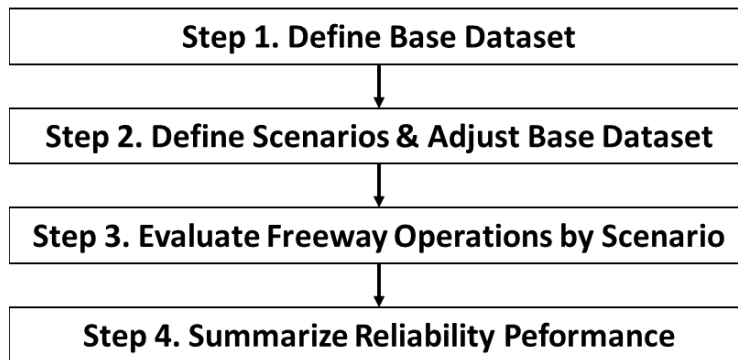 Step 1. Define Base Dataset
Step 2. Define Scenarios & Adjust Base Dataset
Step 3. Evaluate Freeway Operations by Scenario
Step 4. Summarize Reliability Peformance